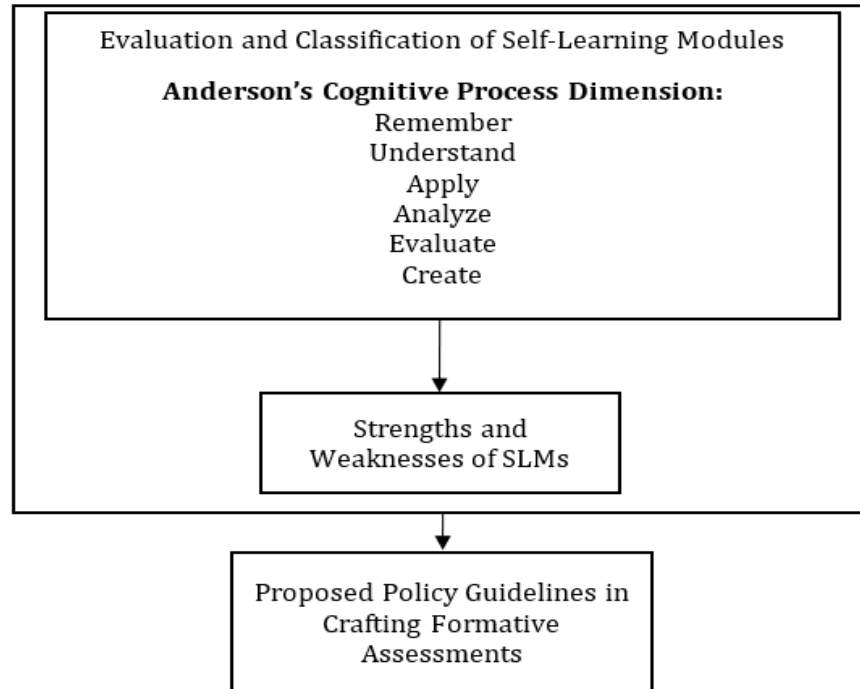 Evaluation and Classification of Self-Learning Modules
Anderson’s Cognitive Process Dimension:
Remember
Understand
Apply
Analyze
Evaluate
Create
Strengths and
Weaknesses of SLMs
Proposed Policy Guidelines in
Crafting Formative
Assessments